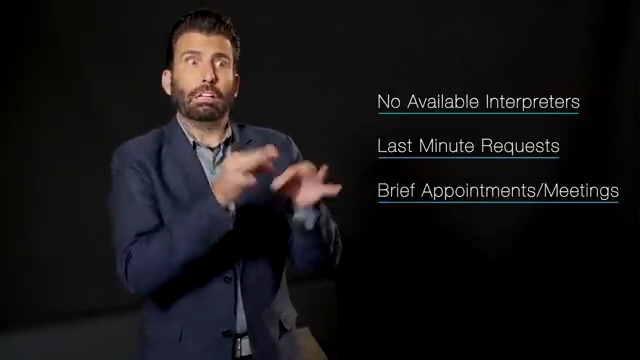 No Available Interpreters
Last Minute Requests
Brief Appointments/Meetings